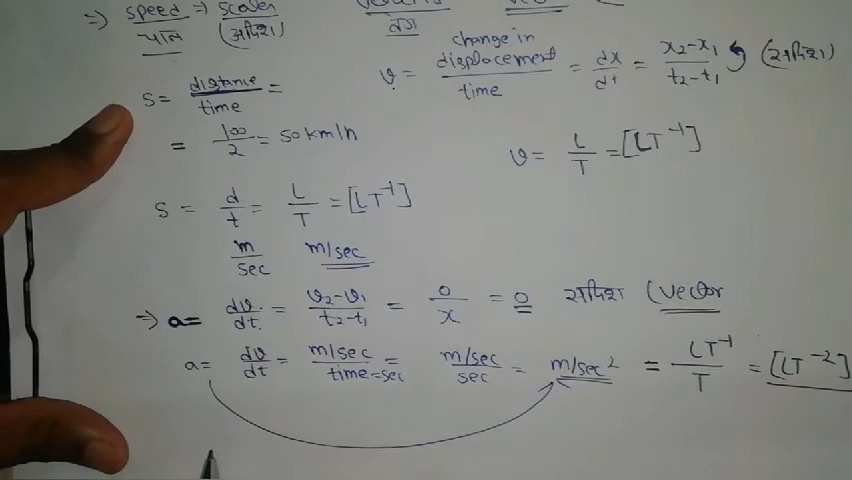 ⇒ speed ⇒ scaler
चाल (अदिश) वेग
S = distance/time = v = change in displacement/time = dx/dt = x2-x1/t2-t1 (सदिश)
= 100/2 = 50 km/h v = L/T = [LT^-1]
S = d/t = L/T = [LT^-1]
m/sec m/sec
⇒ a = dv/dt = v2-v1/t2-t1 = 0/x = 0 सदिश (vector
a = dv/dt = m/sec/time=sec = m/sec/sec = m/sec² = LT^-1/T = [LT^-2]